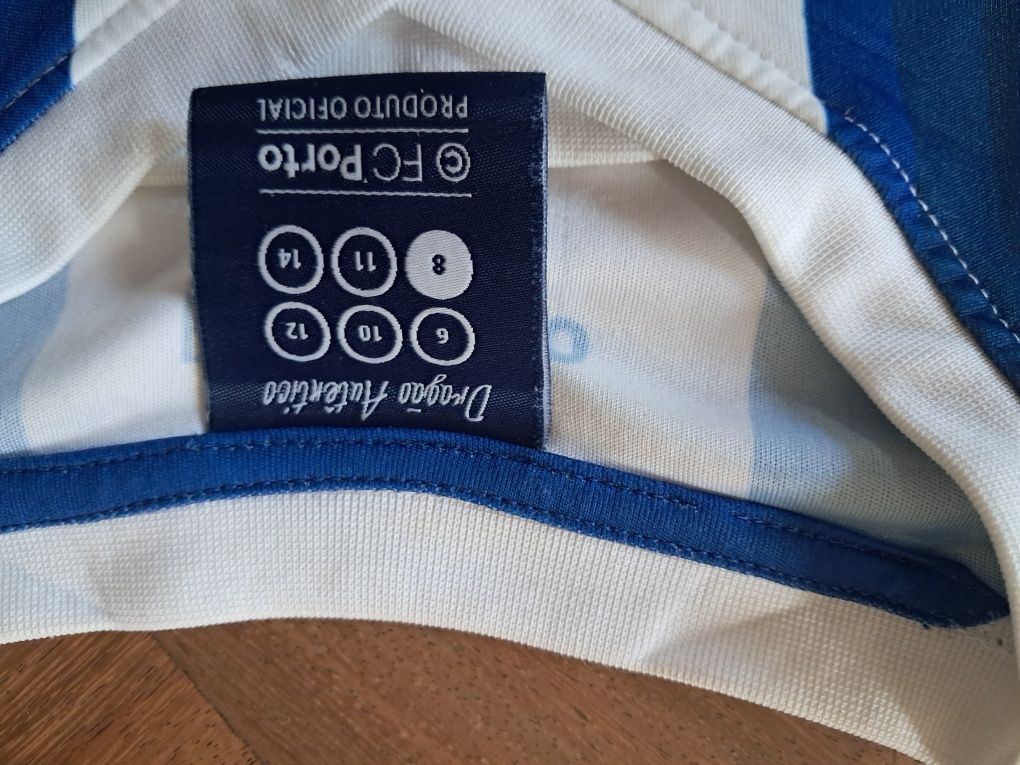 Dragão Autêntico
6 10 12
8 11 14
© FC Porto
PRODUTO OFICIAL